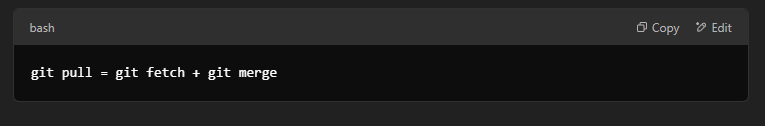 bash
Copy
Edit
git pull = git fetch + git merge